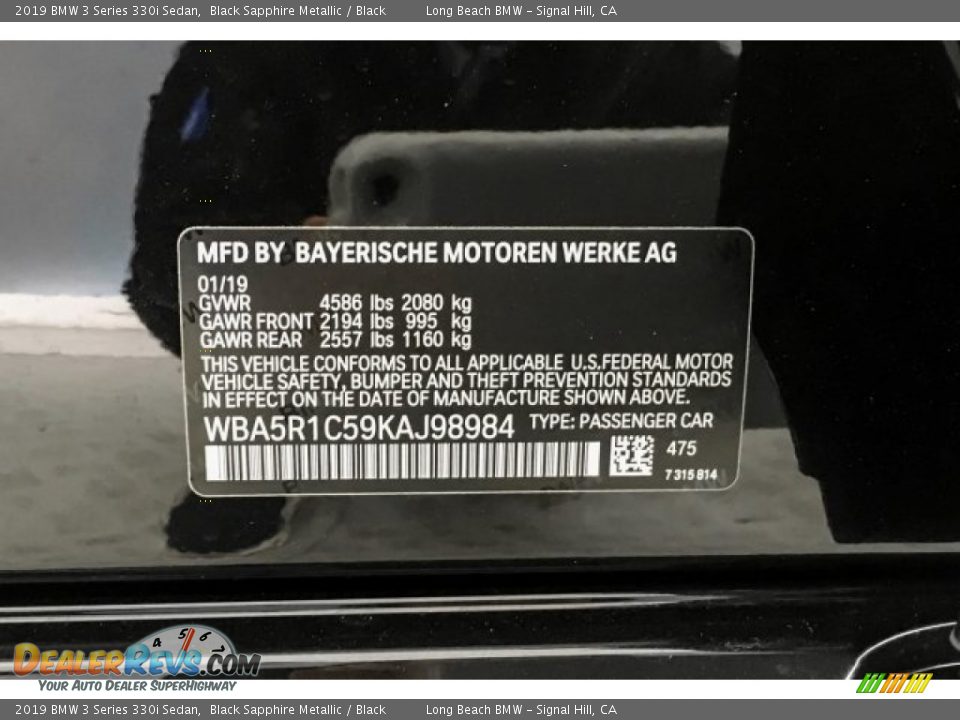 2019 BMW 3 Series 330i Sedan, Black Sapphire Metallic / Black Long Beach BMW - Signal Hill, CA
MFD BY BAYERISCHE MOTOREN WERKE AG
01/19
GVWR 4586 lbs 2080 kg
GAWR FRONT 2194 lbs 995 kg
GAWR REAR 2557 lbs 1160 kg
THIS VEHICLE CONFORMS TO ALL APPLICABLE U.S.FEDERAL MOTOR
VEHICLE SAFETY, BUMPER AND THEFT PREVENTION STANDARDS
IN EFFECT ON THE DATE OF MANUFACTURE SHOWN ABOVE.
WBA5R1C59KAJ98984 TYPE: PASSENGER CAR
475
7 315 814
4 5 6
DEALERREVS.COM
YOUR AUTO DEALER SUPERHIGHWAY
2019 BMW 3 Series 330i Sedan, Black Sapphire Metallic / Black Long Beach BMW - Signal Hill, CA